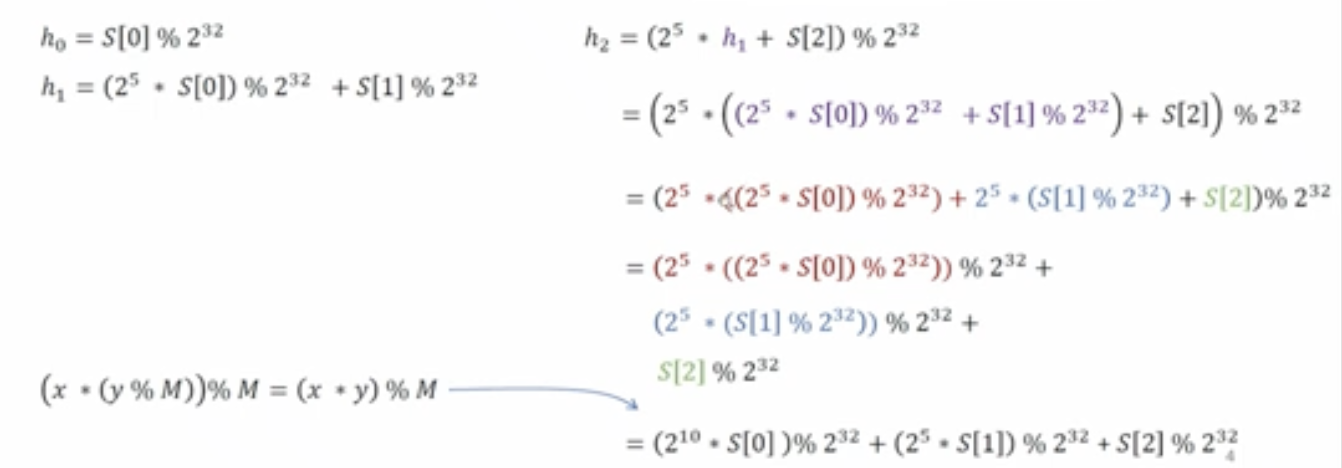 h₀ = S[0] % 2³²
h₁ = (2⁵ * S[0]) % 2³² + S[1] % 2³²
(x * (y % M))% M = (x * y) % M
h₂ = (2⁵ * h₁ + S[2]) % 2³²
= (2⁵ * ((2⁵ * S[0]) % 2³² + S[1] % 2³²) + S[2]) % 2³²
= (2⁵ *((2⁵ * S[0]) % 2³²) + 2⁵ * (S[1] % 2³²) + S[2])% 2³²
= (2⁵ * ((2⁵ * S[0]) % 2³²)) % 2³² +
(2⁵ * (S[1] % 2³²)) % 2³² +
S[2] % 2³²
= (2¹⁰ * S[0] )% 2³² + (2⁵ * S[1]) % 2³² + S[2] % 2³²
4